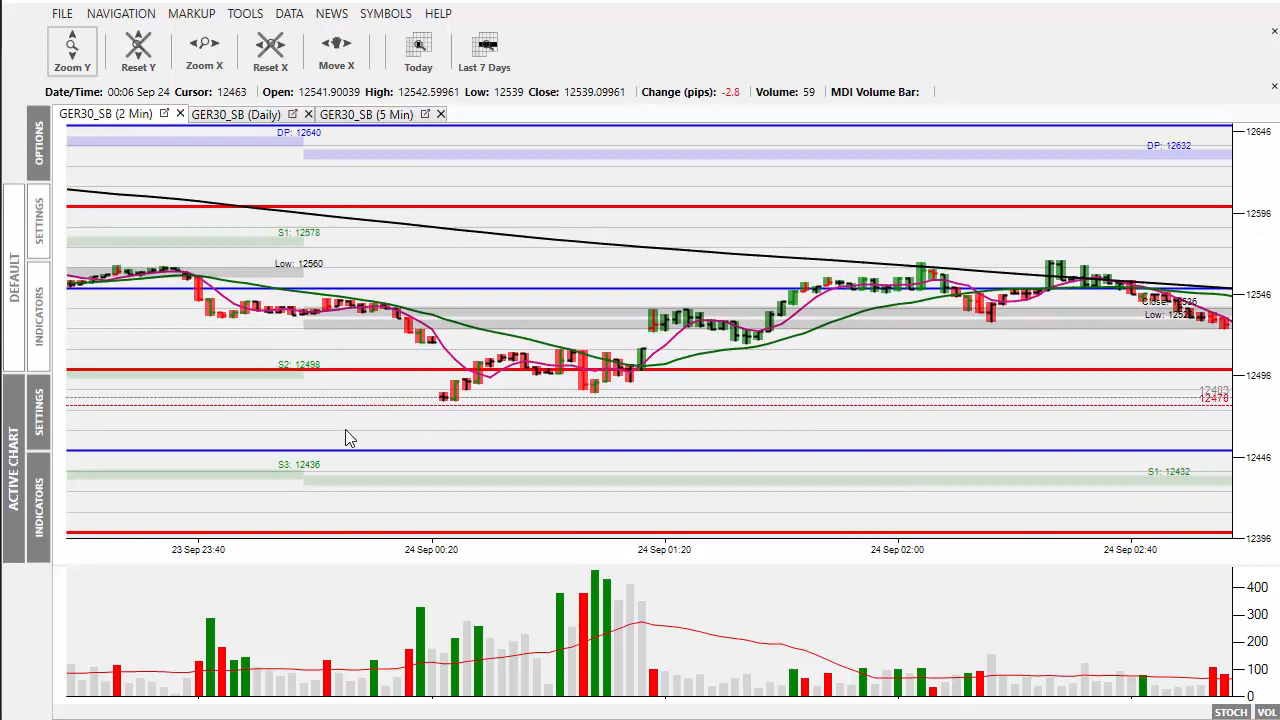 FILE NAVIGATION MARKUP TOOLS DATA NEWS SYMBOLS HELP
Zoom Y Reset Y Zoom X Reset X Move X Today Last 7 Days
Date/Time: 00:06 Sep 24 Cursor: 12463 Open: 12541.90039 High: 12542.59961 Low: 12539 Close: 12539.09961 Change (pips): -2.8 Volume: 59 MDI Volume Bar:
GER30_SB (2 Min) GER30_SB (Daily) GER30_SB (5 Min)
OPTIONS
DEFAULT
SETTINGS
INDICATORS
ACTIVE CHART
SETTINGS
INDICATORS
DP: 12640
12646
DP: 12632
12596
S1: 12578
Low: 12560
12546
Low:
S2: 12498
12496
12483
12478
S3: 12436
12446
S1: 12432
12396
23 Sep 23:40 24 Sep 00:20 24 Sep 01:20 24 Sep 02:00 24 Sep 02:40
400
300
200
100
0
STOCH VOL